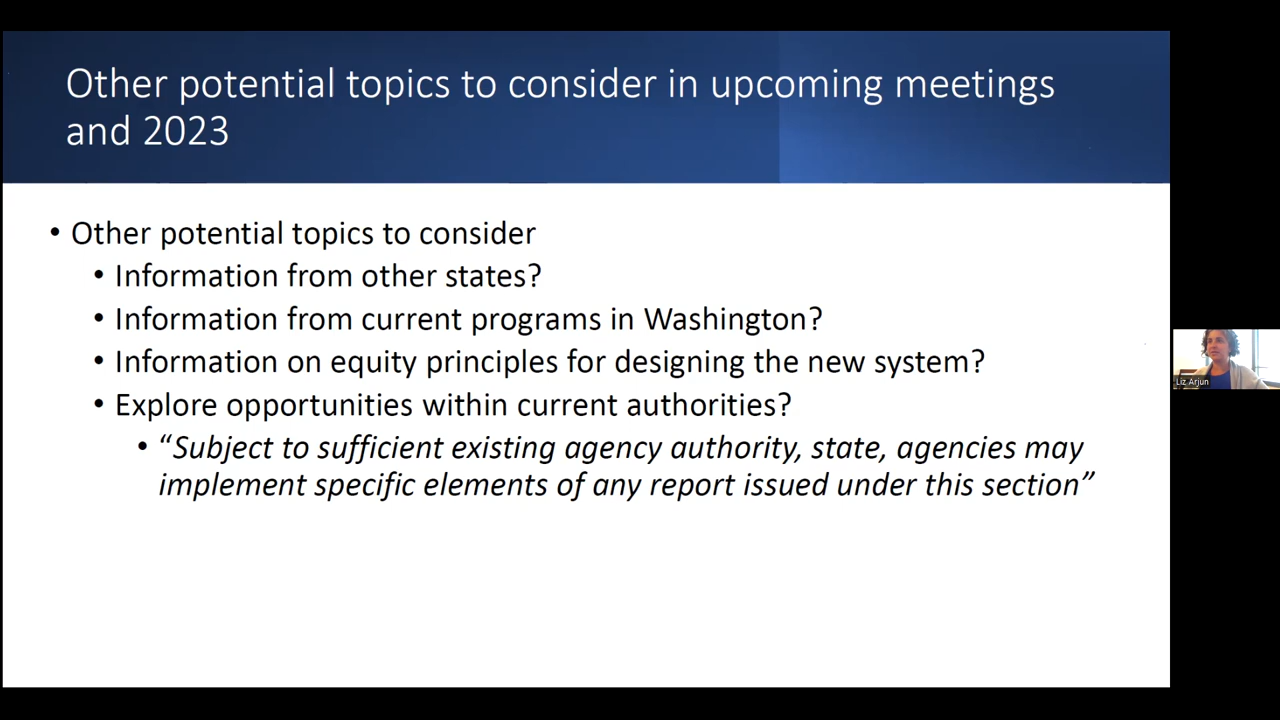 Other potential topics to consider in upcoming meetings
and 2023
• Other potential topics to consider
• Information from other states?
• Information from current programs in Washington?
• Information on equity principles for designing the new system?
• Explore opportunities within current authorities?
• “Subject to sufficient existing agency authority, state, agencies may
implement specific elements of any report issued under this section”
Liz Arjun